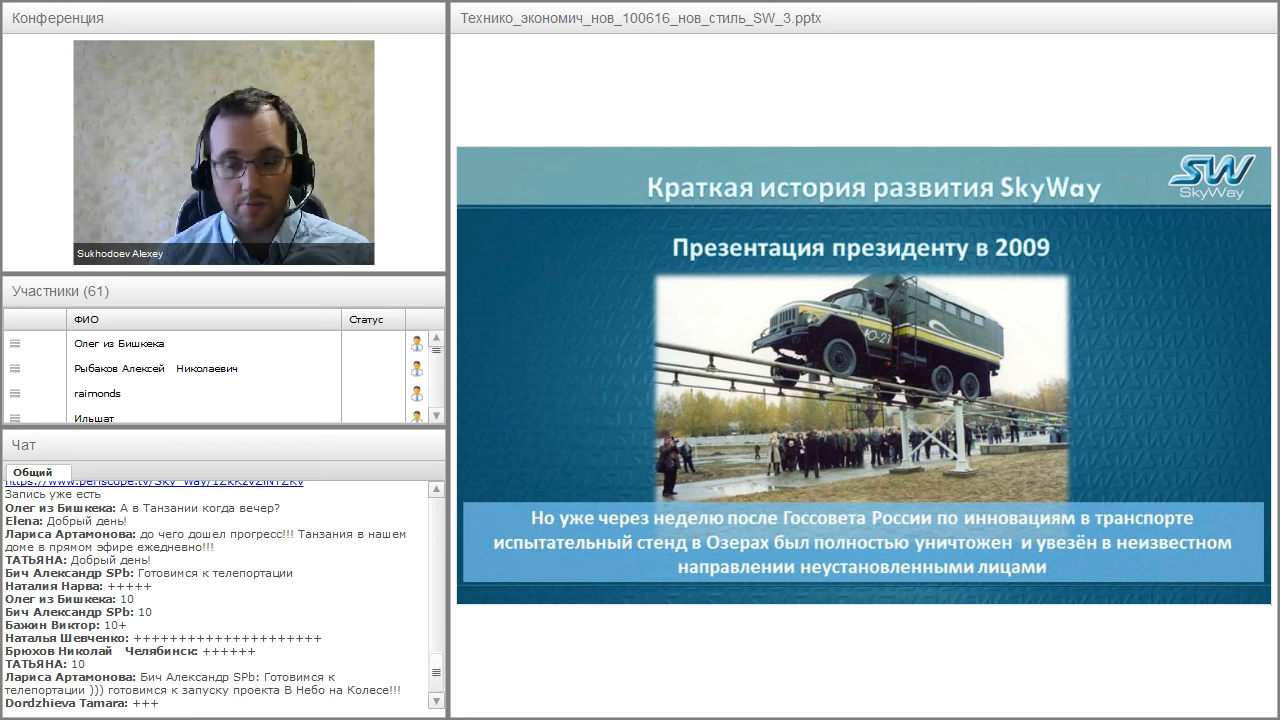 Конференция
Sukhodoev Alexey
Участники (61)
ФИО
Статус
Олег из Бишкека
Рыбаков Алексей Николаевич
raimonds
Ильшат
Чат
Общий
Запись уже есть
Олег из Бишкека: А в Танзании когда вечер?
Elena: Добрый день!
Лариса Артамонова: до чего дошел прогресс!!! Танзания в нашем
доме в прямом эфире ежедневно!!!
ТАТЬЯНА: Добрый день!
Бич Александр SPb: Готовимся к телепортации
Наталия Нарва: +++++
Олег из Бишкека: 10
Бич Александр SPb: 10
Бажин Виктор: 10+
Наталья Шевченко: +++++++++++++++++++++
Брюхов Николай Челябинск: ++++++
ТАТЬЯНА: 10
Лариса Артамонова: Бич Александр SPb: Готовимся к
телепортации ))) готовимся к запуску проекта В Небо на Колесе!!!
Dordzhieva Tamara: +++
Технико_экономич_нов_100616_нов_стиль_SW_3.pptx
Краткая история развития SkyWay
SW
SkyWay
Презентация президенту в 2009
Ю-21
Но уже через неделю после Госсовета России по инновациям в транспорте
испытательный стенд в Озерах был полностью уничтожен и увезён в неизвестном
направлении неустановленными лицами